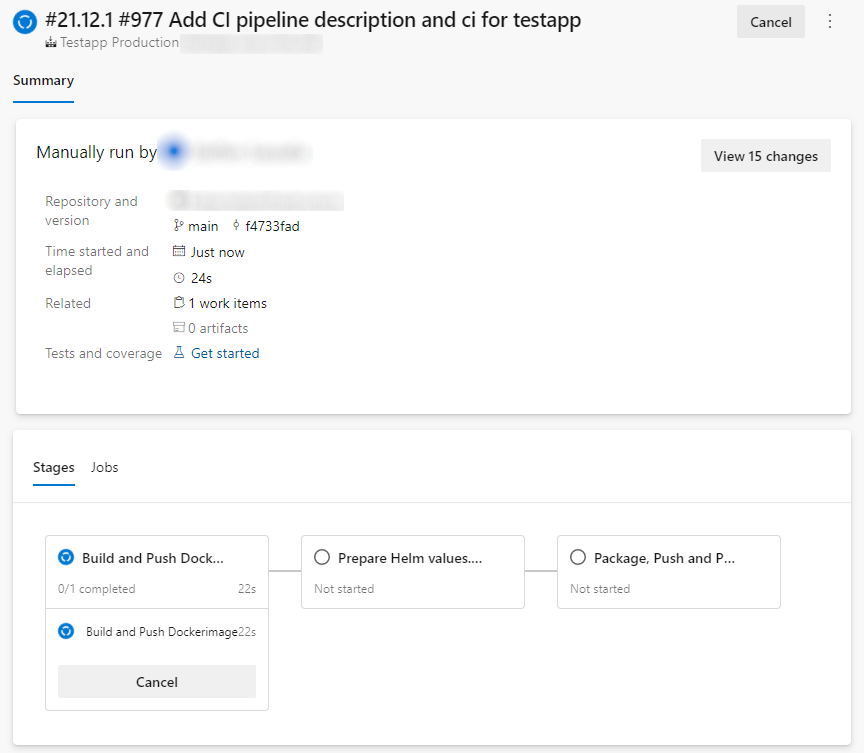 #21.12.1 #977 Add CI pipeline description and ci for testapp
Cancel
Testapp Production
Summary
Manually run by
View 15 changes
Repository and
version
main f4733fad
Time started and
elapsed
Just now
24s
Related
1 work items
0 artifacts
Tests and coverage
Get started
Stages Jobs
Build and Push Dock...
0/1 completed 22s
Build and Push Dockerimage 22s
Cancel
Prepare Helm values....
Not started
Package, Push and P...
Not started